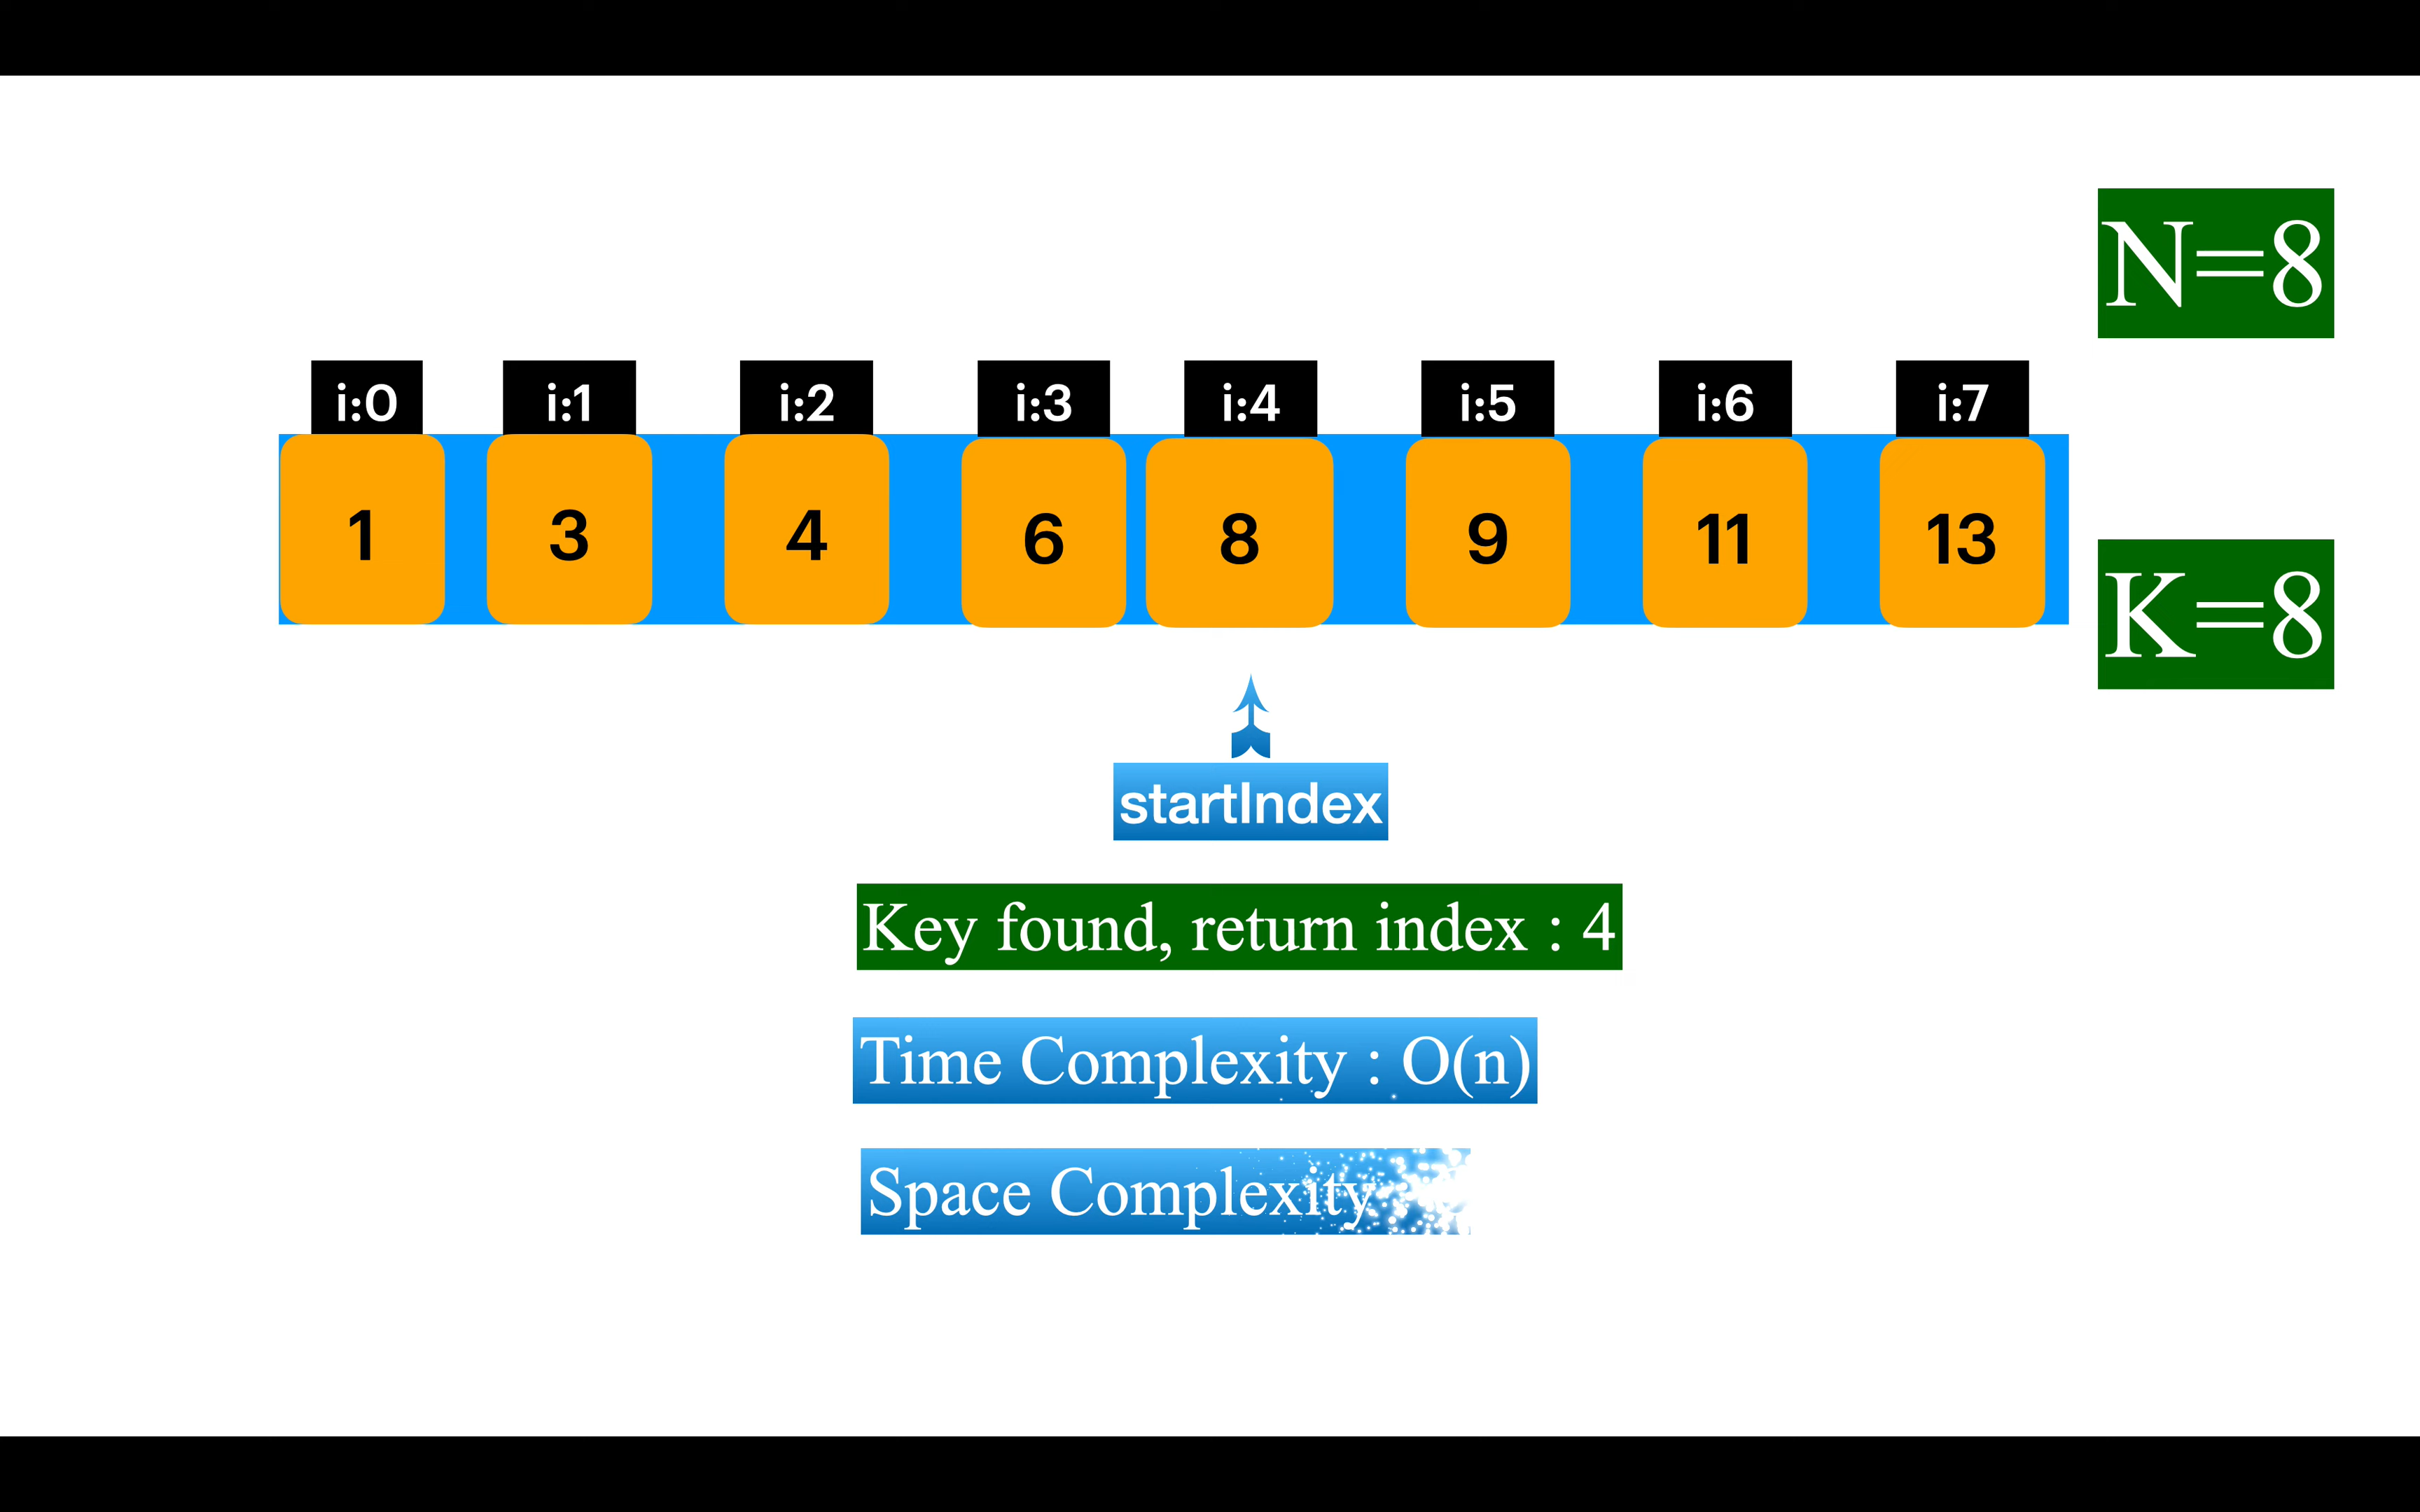 N=8
i:0 i:1 i:2 i:3 i:4 i:5 i:6 i:7
1 3 4 6 8 9 11 13
K=8
startIndex
Key found, return index : 4
Time Complexity : O(n)
Space Complexity